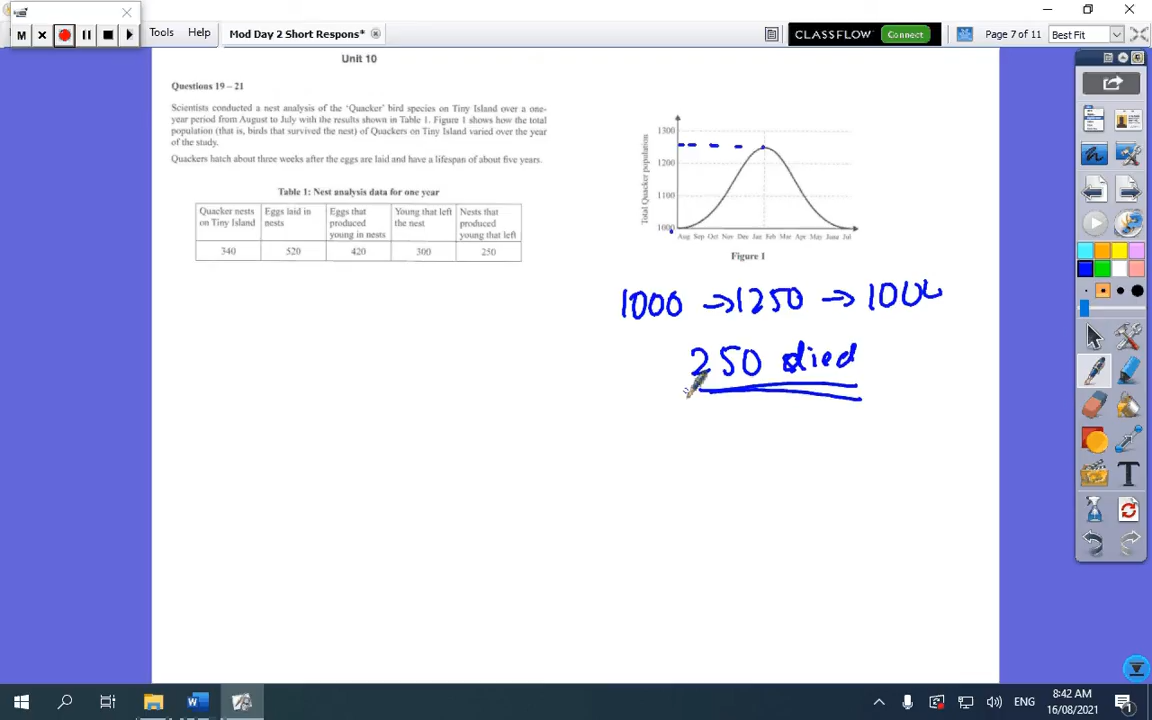 Tools Help Mod Day 2 Short Respons* CLASSFLOW Connect Page 7 of 11 Best Fit
M
Unit 10
Questions 19 – 21
Scientists conducted a nest analysis of the 'Quacker' bird species on Tiny Island over a one-
year period from August to July with the results shown in Table 1. Figure 1 shows how the total
population (that is, birds that survived the nest) of Quackers on Tiny Island varied over the year
of the study.
Quackers hatch about three weeks after the eggs are laid and have a lifespan of about five years.
Table 1: Nest analysis data for one year
Quacker nests on Tiny Island
Eggs laid in nests
Eggs that produced young in nests
Young that left the nest
Nests that produced young that left
340 520 420 300 250
Total Quacker population
1300
1200
1100
1000
Aug Sep Oct Nov Dec Jan Feb Mar Apr May June Jul
Figure 1
1000 → 1250 → 1000
250 died
T
ENG
8:42 AM
16/08/2021